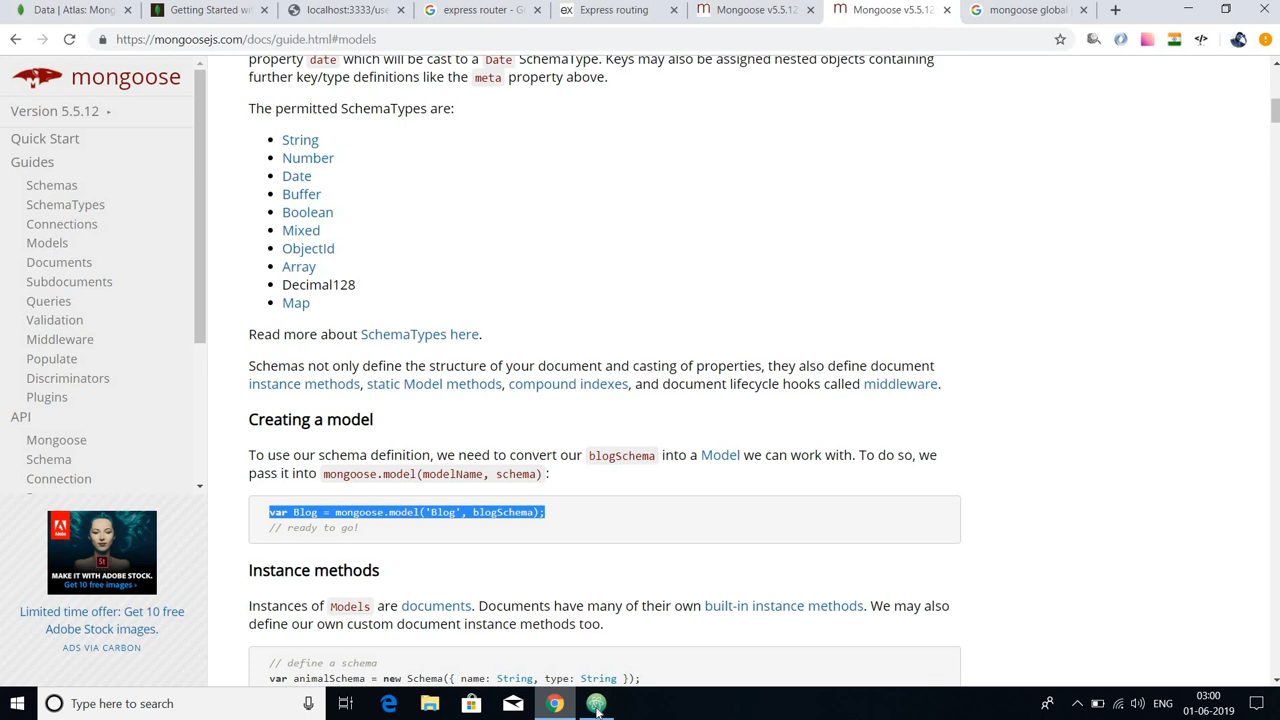 Data | Atlas: Mong
Getting Started wi
localhost:3333/use
express router - G
Express routing
Mongoose v5.5.12
Mongoose v5.5.12
mongoose global
https://mongoosejs.com/docs/guide.html#models
mongoose
Version 5.5.12
Quick Start
Guides
Schemas
SchemaTypes
Connections
Models
Documents
Subdocuments
Queries
Validation
Middleware
Populate
Discriminators
Plugins
API
Mongoose
Schema
Connection
MAKE IT WITH ADOBE STOCK.
Get 10 free images ›
Limited time offer: Get 10 free
Adobe Stock images.
ADS VIA CARBON
property date which will be cast to a Date SchemaType. Keys may also be assigned nested objects containing
further key/type definitions like the meta property above.
The permitted SchemaTypes are:
String
Number
Date
Buffer
Boolean
Mixed
ObjectId
Array
Decimal128
Map
Read more about SchemaTypes here.
Schemas not only define the structure of your document and casting of properties, they also define document
instance methods, static Model methods, compound indexes, and document lifecycle hooks called middleware.
Creating a model
To use our schema definition, we need to convert our blogSchema into a Model we can work with. To do so, we
pass it into mongoose.model(modelName, schema) :
var Blog = mongoose.model('Blog', blogSchema);
// ready to go!
Instance methods
Instances of Models are documents. Documents have many of their own built-in instance methods. We may also
define our own custom document instance methods too.
// define a schema
var animalSchema = new Schema({ name: String, type: String });
Type here to search
ENG
03:00
01-06-2019